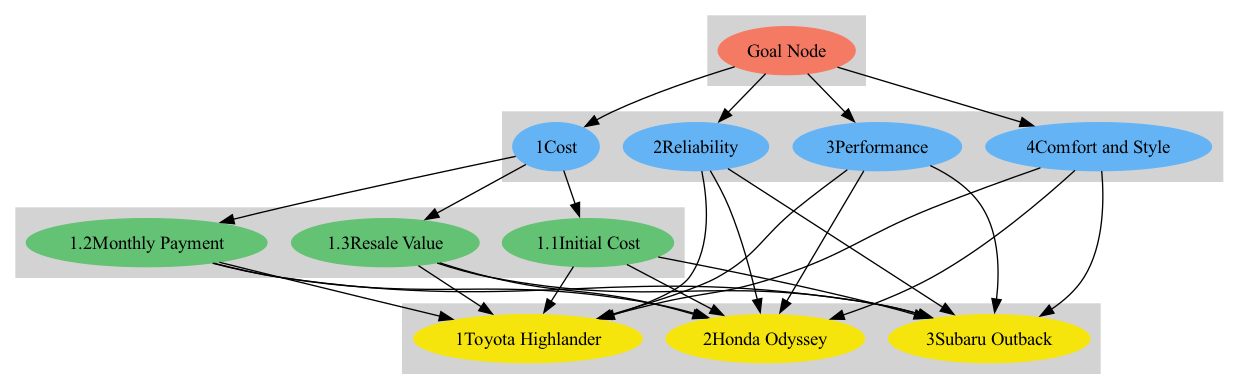 Goal Node
1Cost
2Reliability
3Performance
4Comfort and Style
1.2Monthly Payment
1.3Resale Value
1.1Initial Cost
1Toyota Highlander
2Honda Odyssey
3Subaru Outback